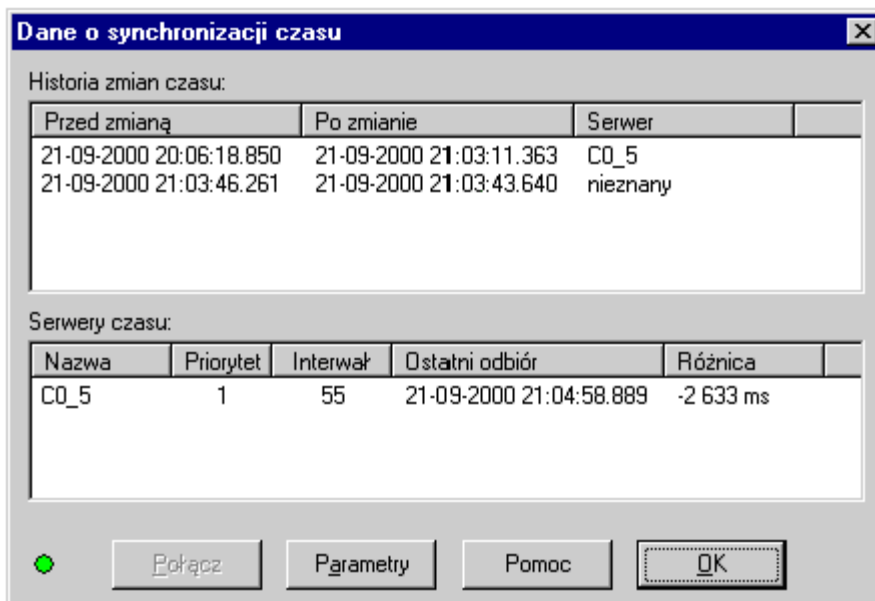 Dane o synchronizacji czasu
Historia zmian czasu:
Przed zmianą Po zmianie Serwer
21-09-2000 20:06:18.850 21-09-2000 21:03:11.363 C0_5
21-09-2000 21:03:46.261 21-09-2000 21:03:43.640 nieznany
Serwery czasu:
Nazwa Priorytet Interwał Ostatni odbiór Różnica
C0_5 1 55 21-09-2000 21:04:58.889 -2 633 ms
Połącz Parametry Pomoc OK